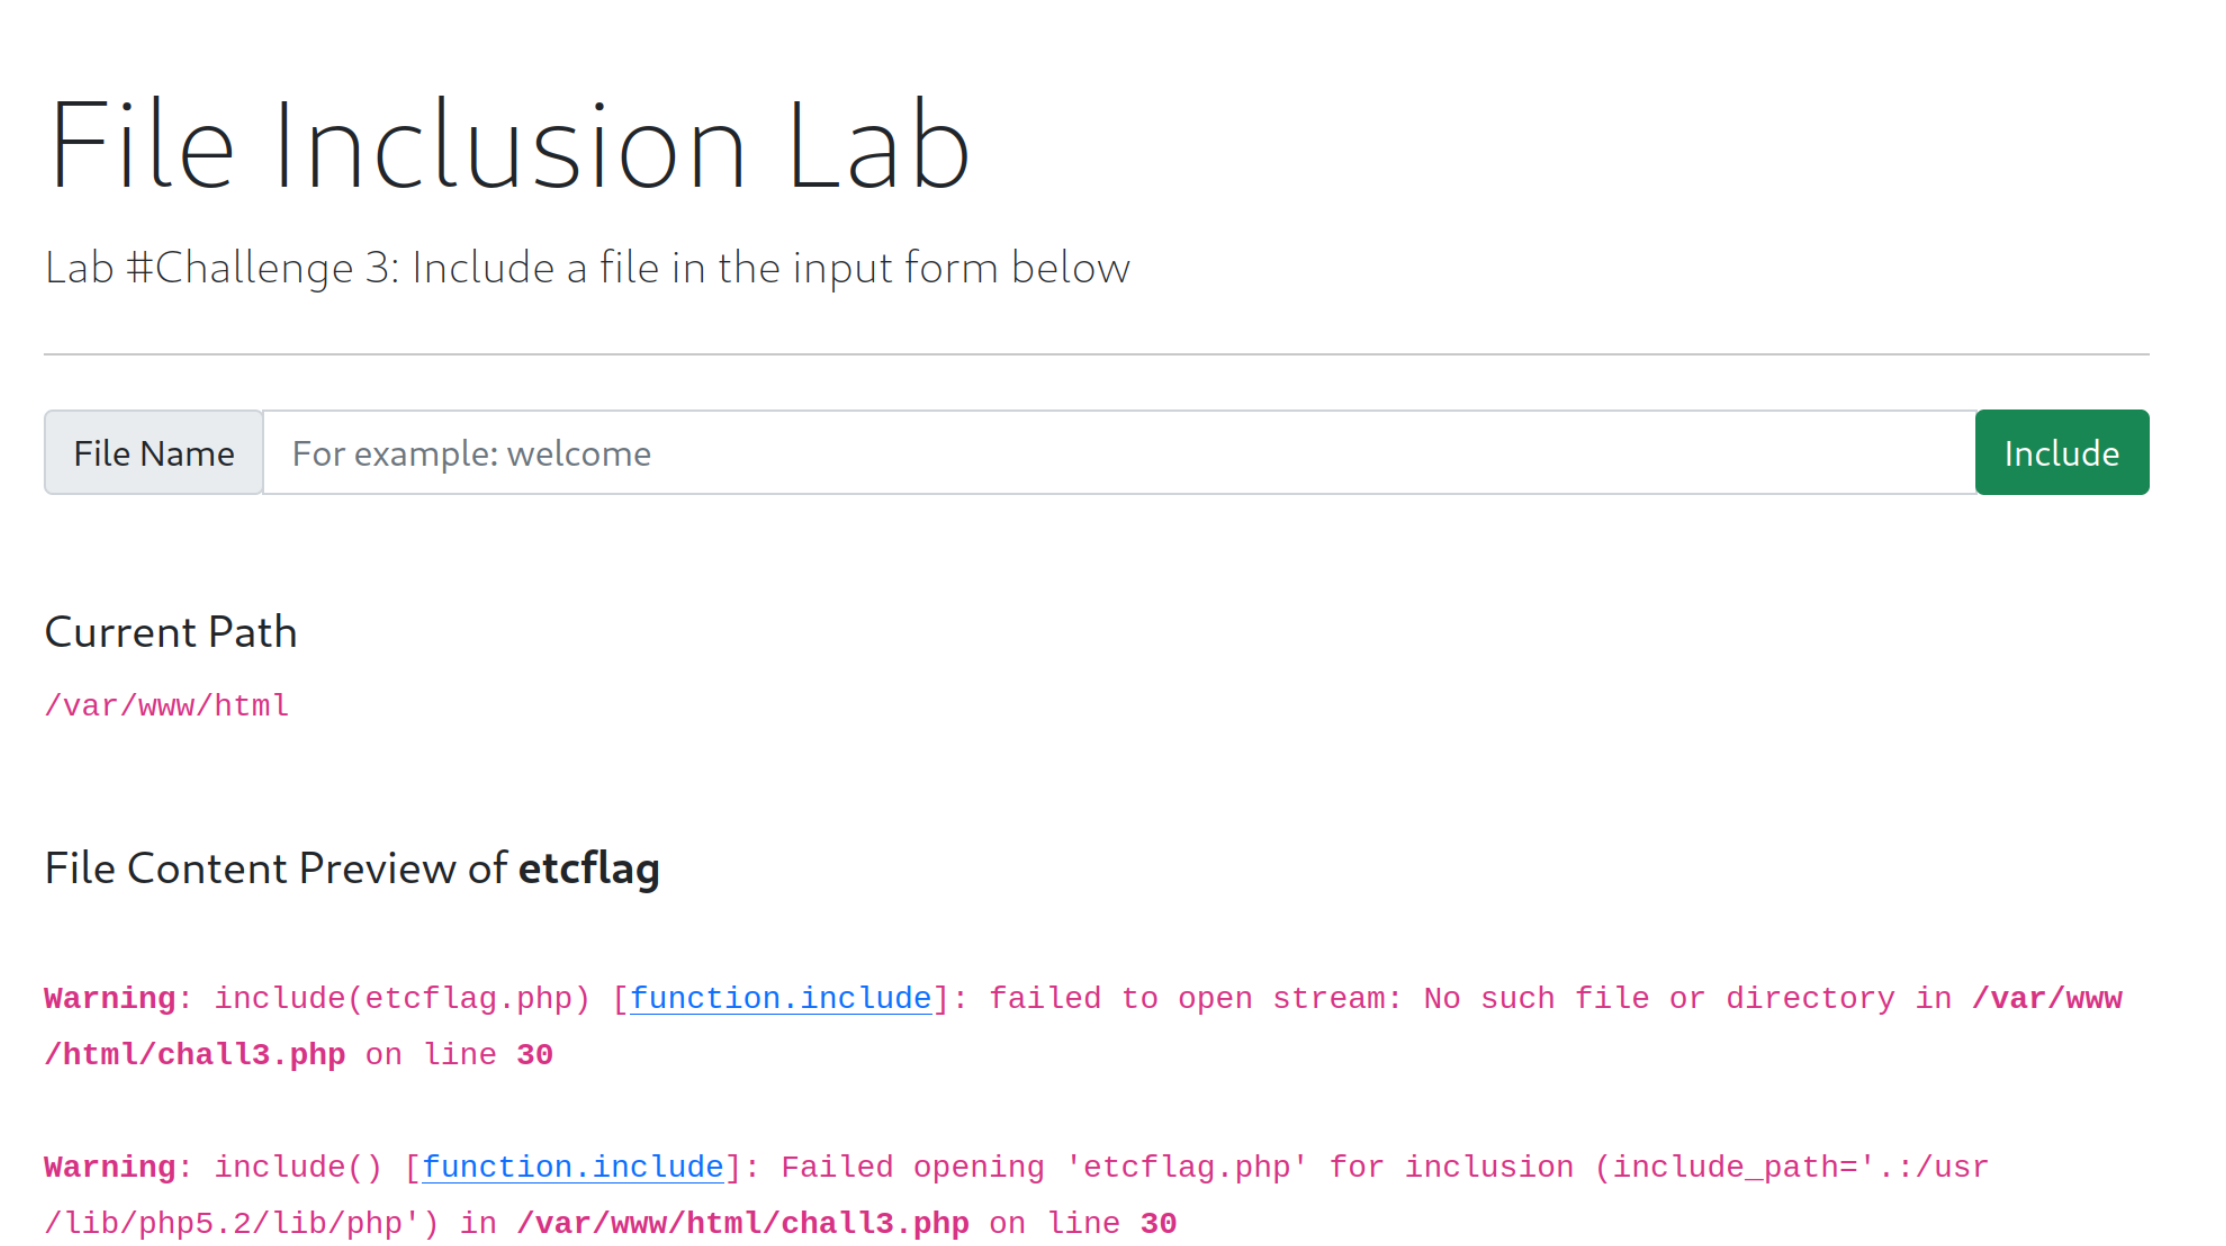 File Inclusion Lab
Lab #Challenge 3: Include a file in the input form below
File Name For example: welcome Include
Current Path
/var/www/html
File Content Preview of etcflag
Warning: include(etcflag.php) [function.include]: failed to open stream: No such file or directory in /var/www
/html/chall3.php on line 30
Warning: include() [function.include]: Failed opening 'etcflag.php' for inclusion (include_path='.:/usr
/lib/php5.2/lib/php') in /var/www/html/chall3.php on line 30